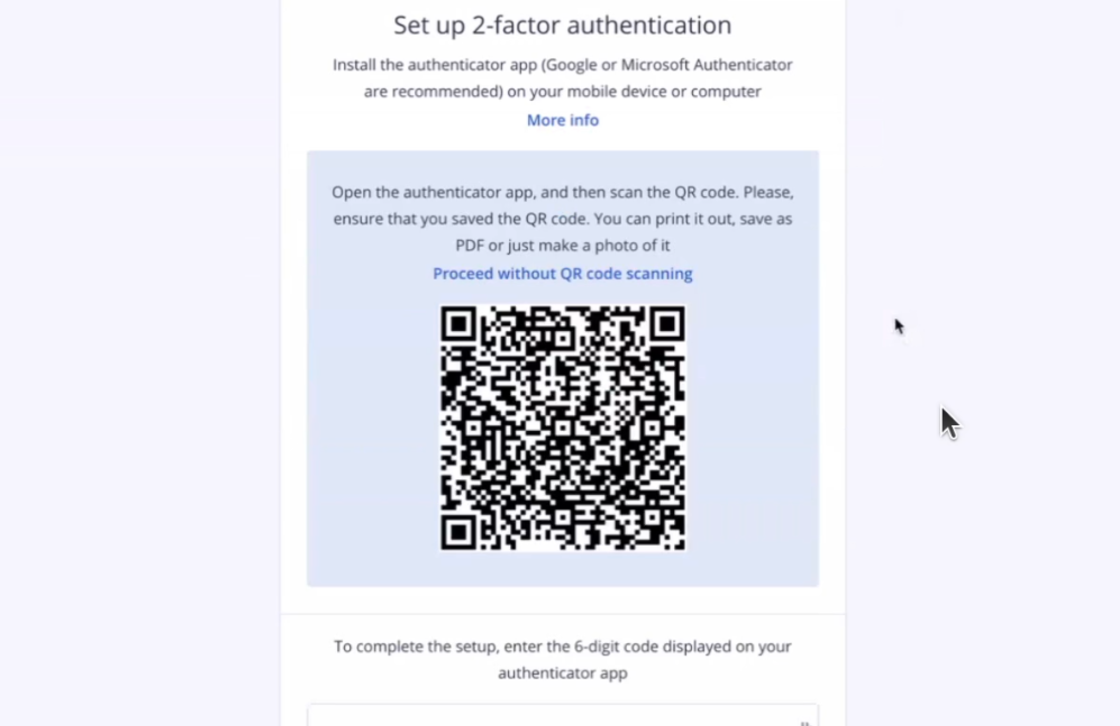 Set up 2-factor authentication
Install the authenticator app (Google or Microsoft Authenticator
are recommended) on your mobile device or computer
More info
Open the authenticator app, and then scan the QR code. Please,
ensure that you saved the QR code. You can print it out, save as
PDF or just make a photo of it
Proceed without QR code scanning
To complete the setup, enter the 6-digit code displayed on your
authenticator app